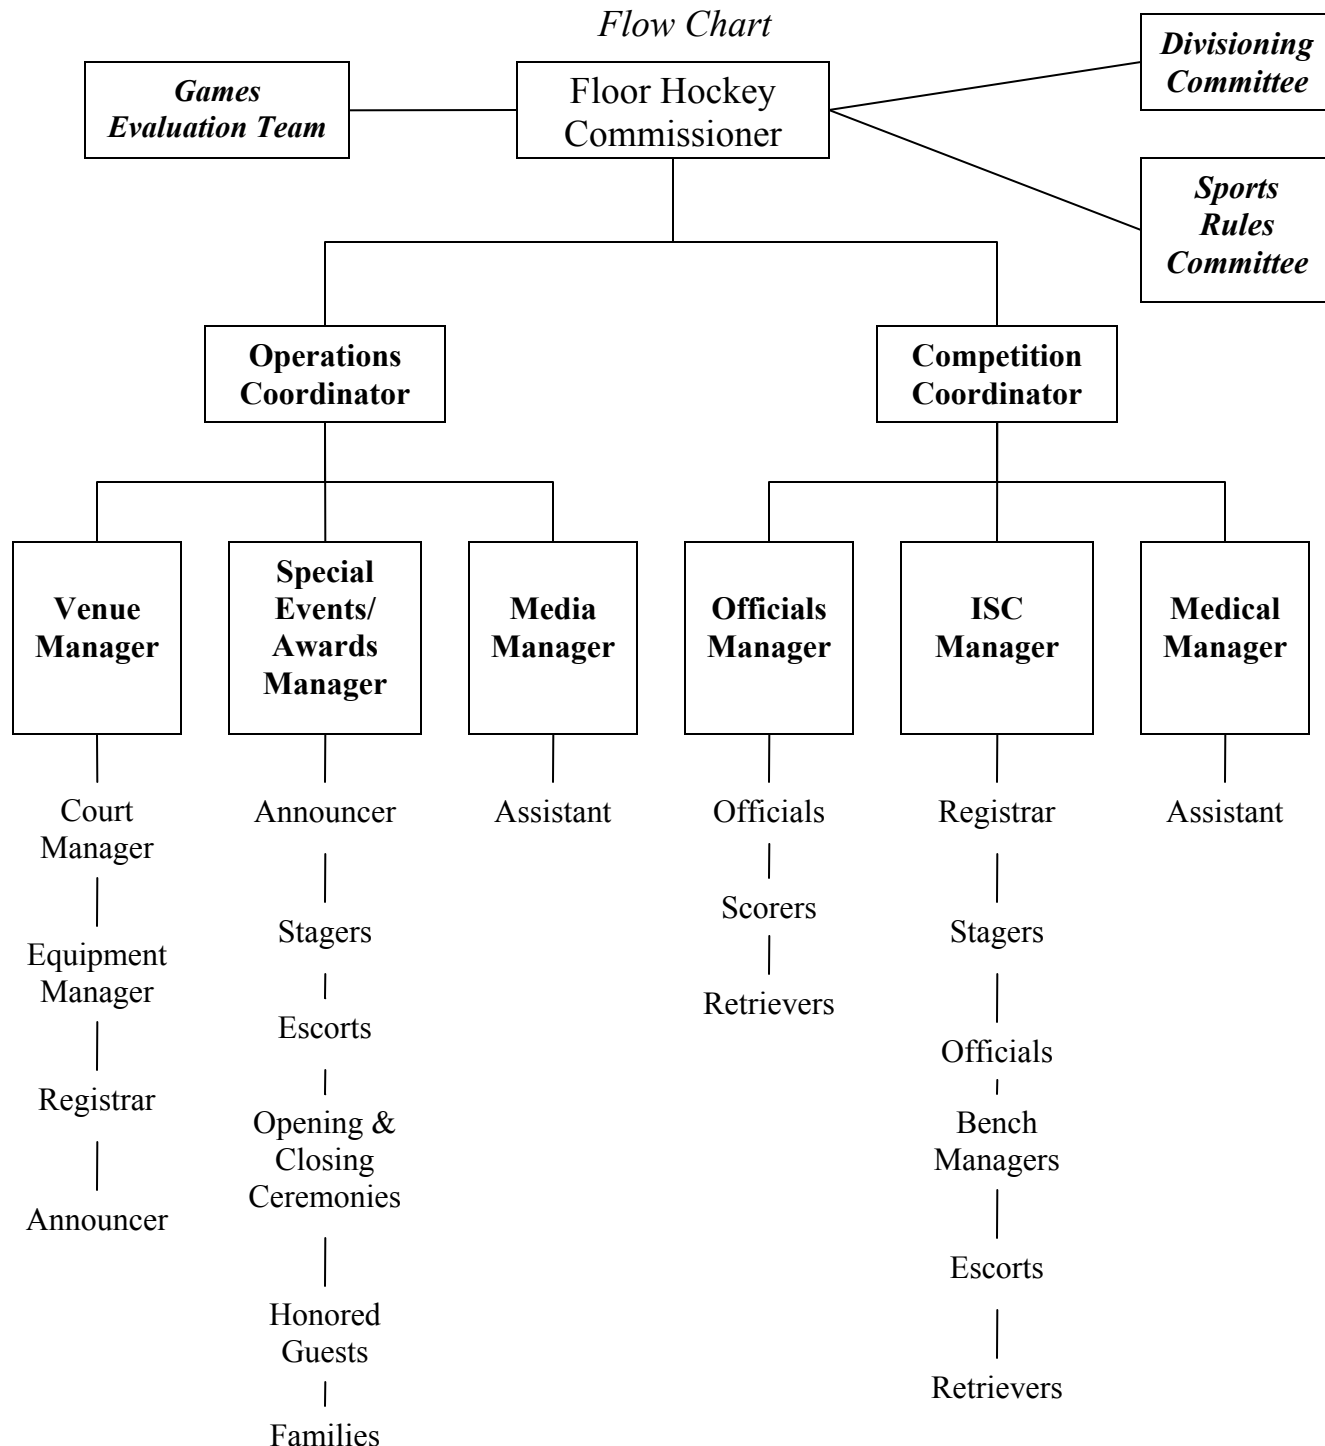 Flow Chart
Games
Evaluation Team
Floor Hockey
Commissioner
Divisioning
Committee
Sports
Rules
Committee
Operations
Coordinator
Competition
Coordinator
Venue
Manager
Special
Events/
Awards
Manager
Media
Manager
Officials
Manager
ISC
Manager
Medical
Manager
Court
Manager
Equipment
Manager
Registrar
Announcer
Announcer
Stagers
Escorts
Opening &
Closing
Ceremonies
Honored
Guests
Families
Assistant
Officials
Scorers
Retrievers
Registrar
Stagers
Officials
Bench
Managers
Escorts
Retrievers
Assistant